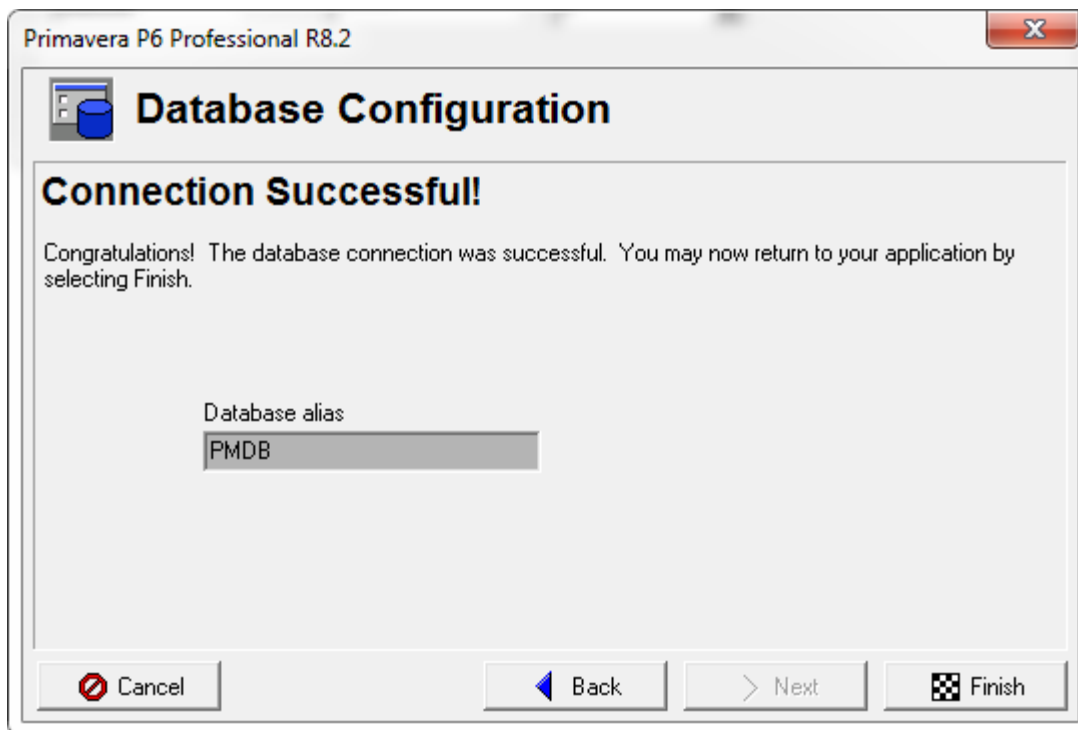 Primavera P6 Professional R8.2
Database Configuration
Connection Successful!
Congratulations!  The database connection was successful.  You may now return to your application by
selecting Finish.
Database alias
PMDB
Cancel
Back
Next
Finish